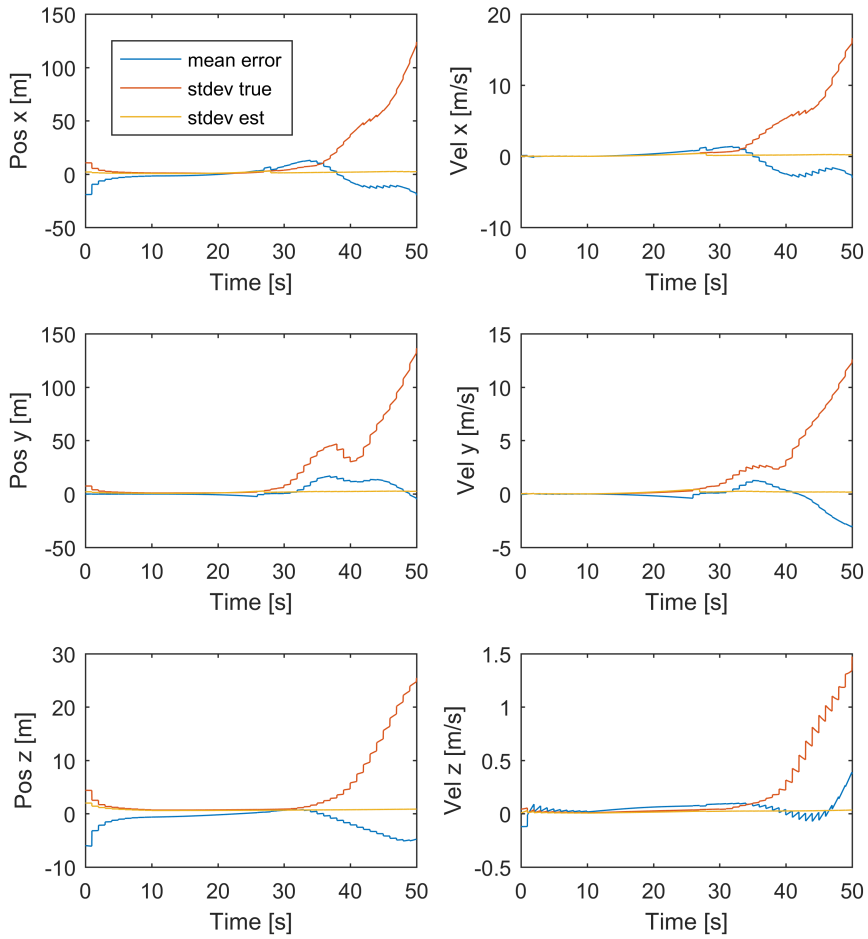 150
100
50
0
-50
Pos x [m]
mean error
stdev true
stdev est
0 10 20 30 40 50
Time [s]
20
10
0
-10
Vel x [m/s]
0 10 20 30 40 50
Time [s]
150
100
50
0
-50
Pos y [m]
0 10 20 30 40 50
Time [s]
15
10
5
0
-5
Vel y [m/s]
0 10 20 30 40 50
Time [s]
30
20
10
0
-10
Pos z [m]
0 10 20 30 40 50
Time [s]
1.5
1
0.5
0
-0.5
Vel z [m/s]
0 10 20 30 40 50
Time [s]